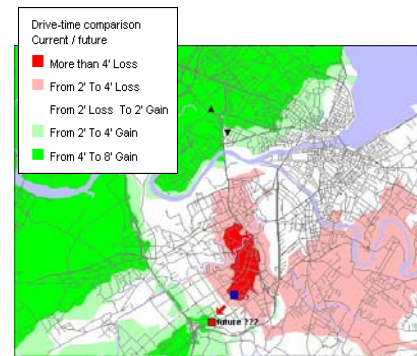 Drive-time comparison
Current / future
More than 4' Loss
From 2' To 4' Loss
From 2' Loss To 2' Gain
From 2' To 4' Gain
From 4' To 8' Gain
future ???